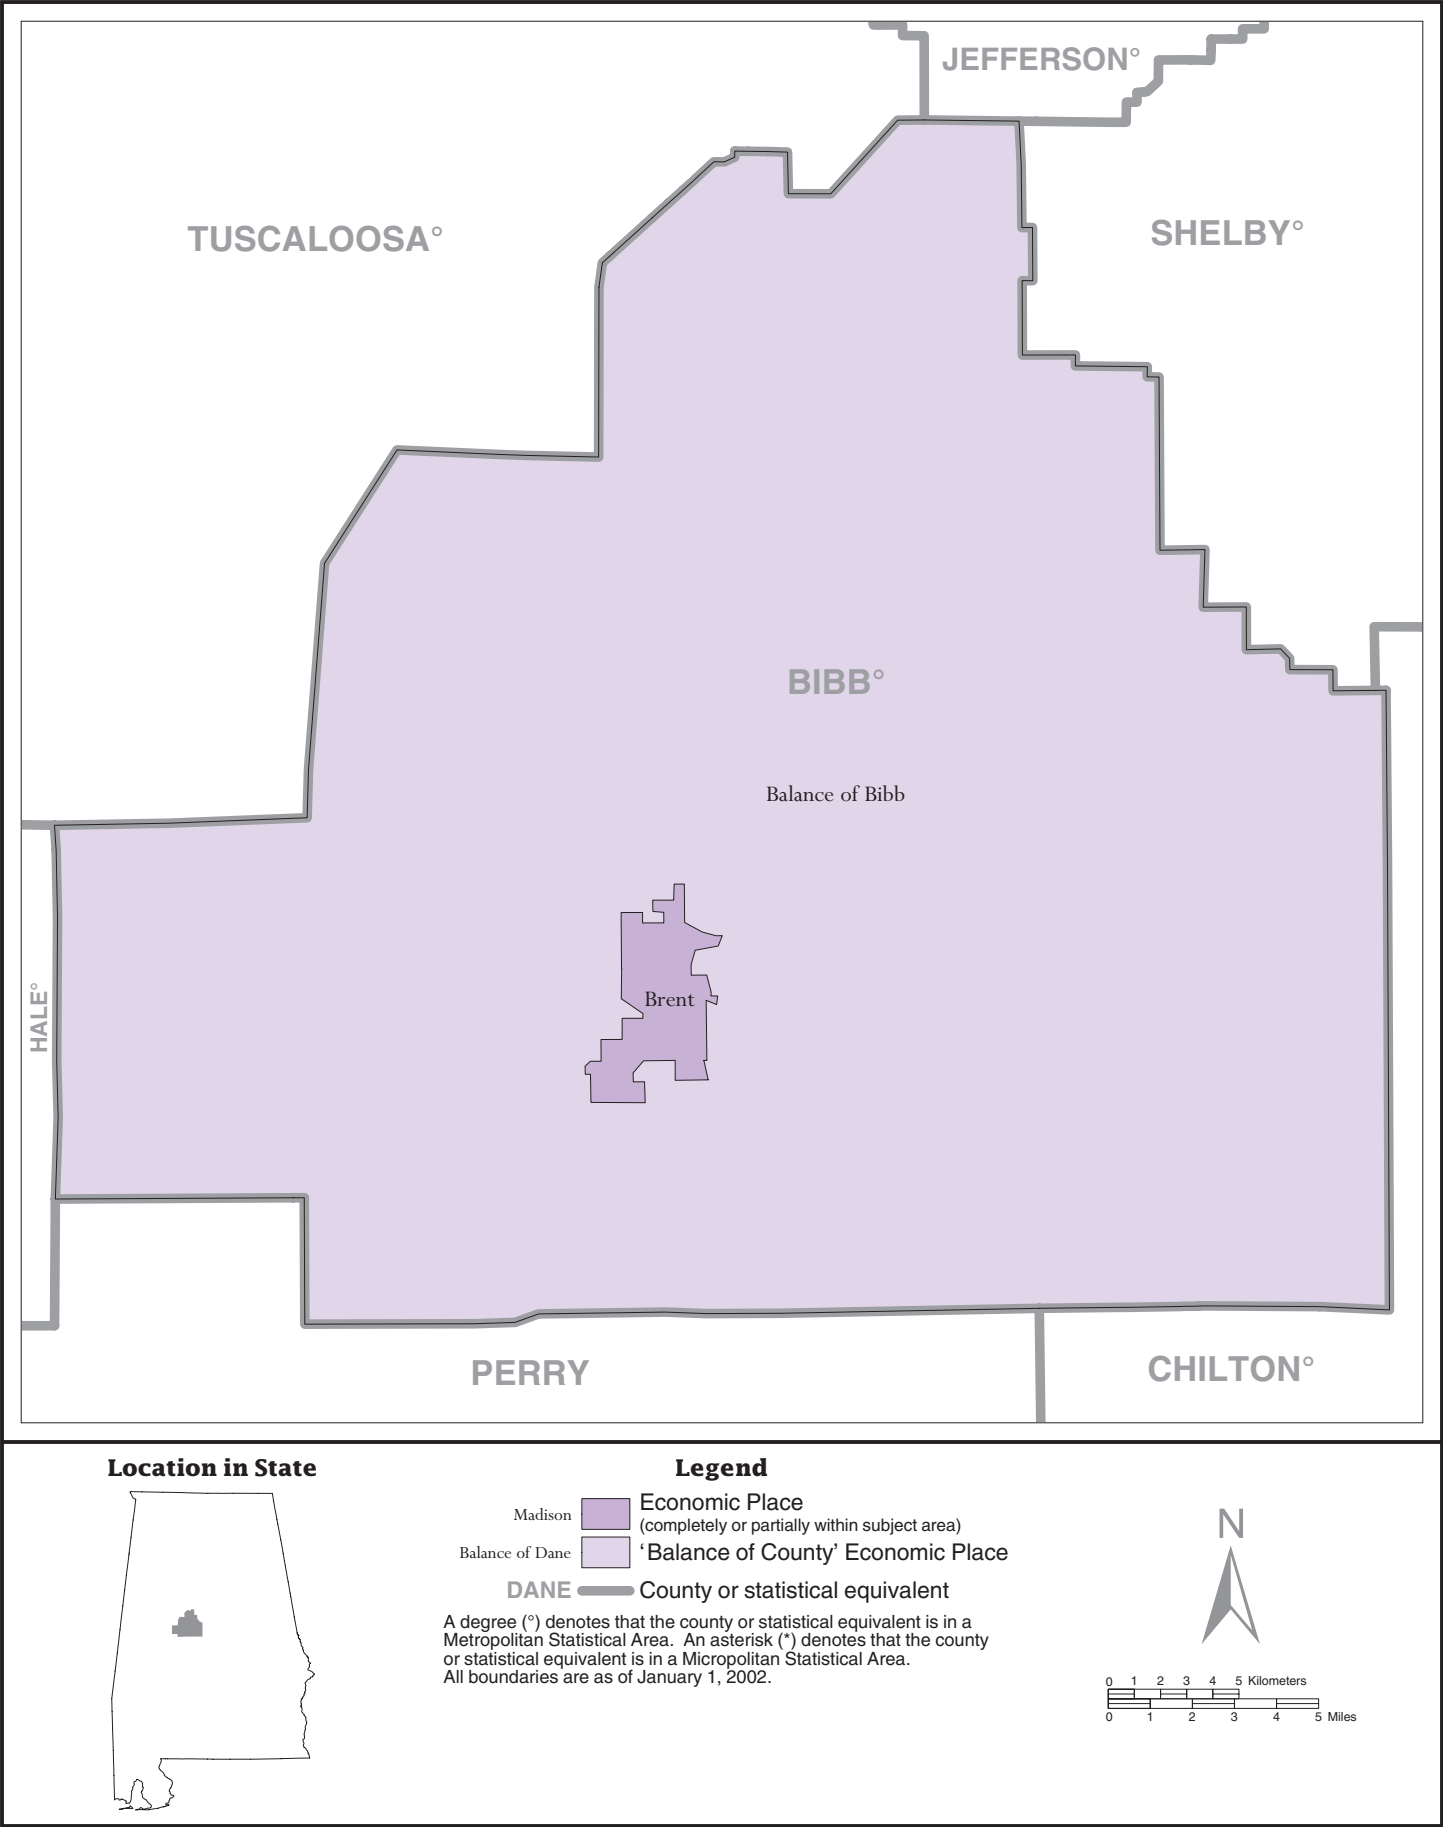 JEFFERSON°
TUSCALOOSA°
SHELBY°
BIBB°
Balance of Bibb
HALE°
Brent
PERRY
CHILTON°
Location in State
Legend
Madison
Economic Place
(completely or partially within subject area)
Balance of Dane
‘Balance of County’ Economic Place
DANE
County or statistical equivalent
A degree (°) denotes that the county or statistical equivalent is in a
Metropolitan Statistical Area.  An asterisk (*) denotes that the county
or statistical equivalent is in a Micropolitan Statistical Area.
All boundaries are as of January 1, 2002.
N
0 1 2 3 4 5 Kilometers
0 1 2 3 4 5 Miles